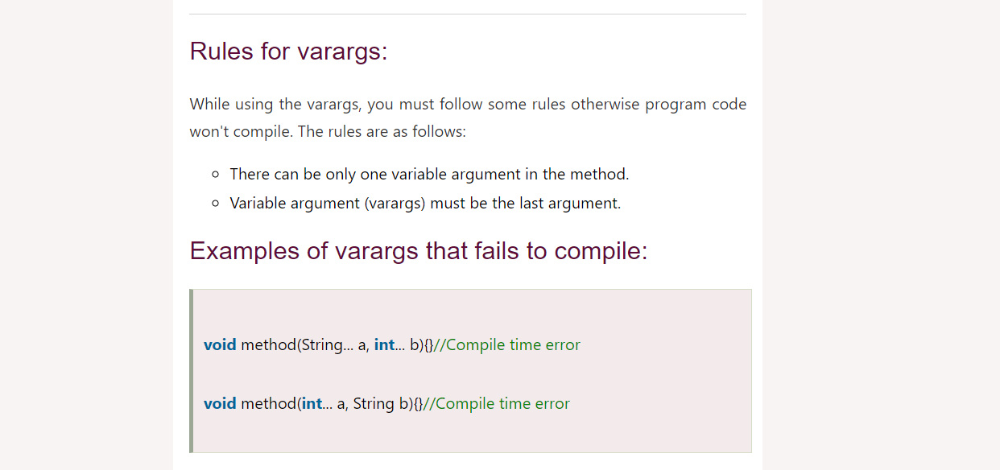 Rules for varargs:
While using the varargs, you must follow some rules otherwise program code
won't compile. The rules are as follows:
There can be only one variable argument in the method.
Variable argument (varargs) must be the last argument.
Examples of varargs that fails to compile:
void method(String... a, int... b){}//Compile time error
void method(int... a, String b){}//Compile time error